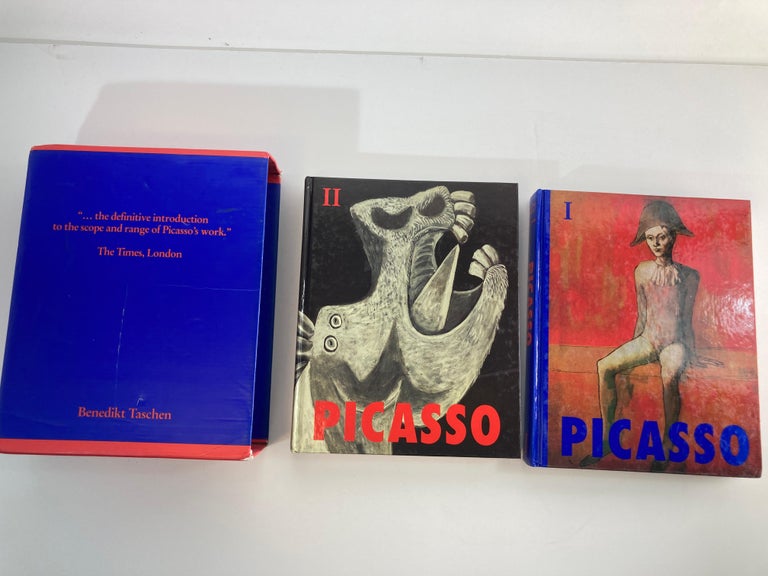 “... the definitive introduction
to the scope and range of Picasso's work.”
The Times, London
Benedikt Taschen
II
PICASSO
I
PICASSO
PICASSO